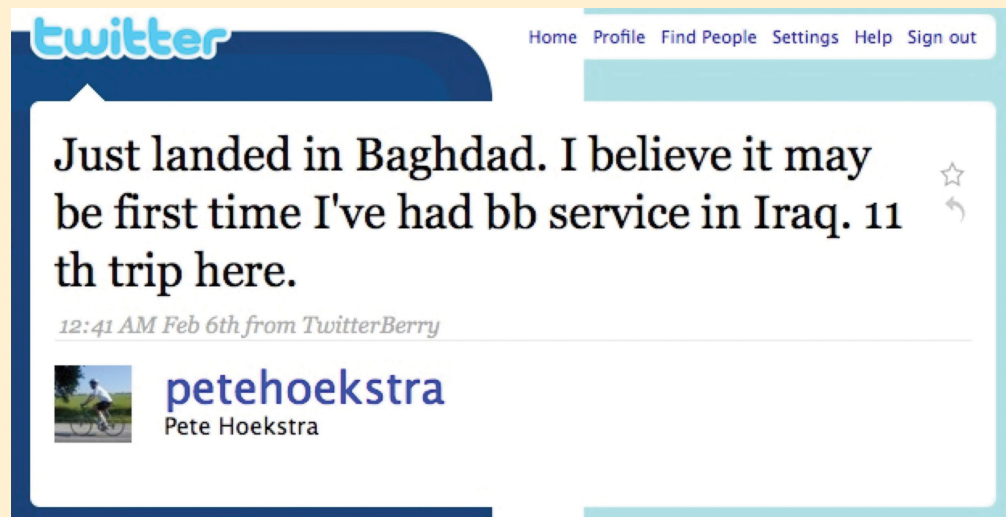 twitter
Home Profile Find People Settings Help Sign out
Just landed in Baghdad. I believe it may
be first time I've had bb service in Iraq. 11
th trip here.
12:41 AM Feb 6th from TwitterBerry
petehoekstra
Pete Hoekstra